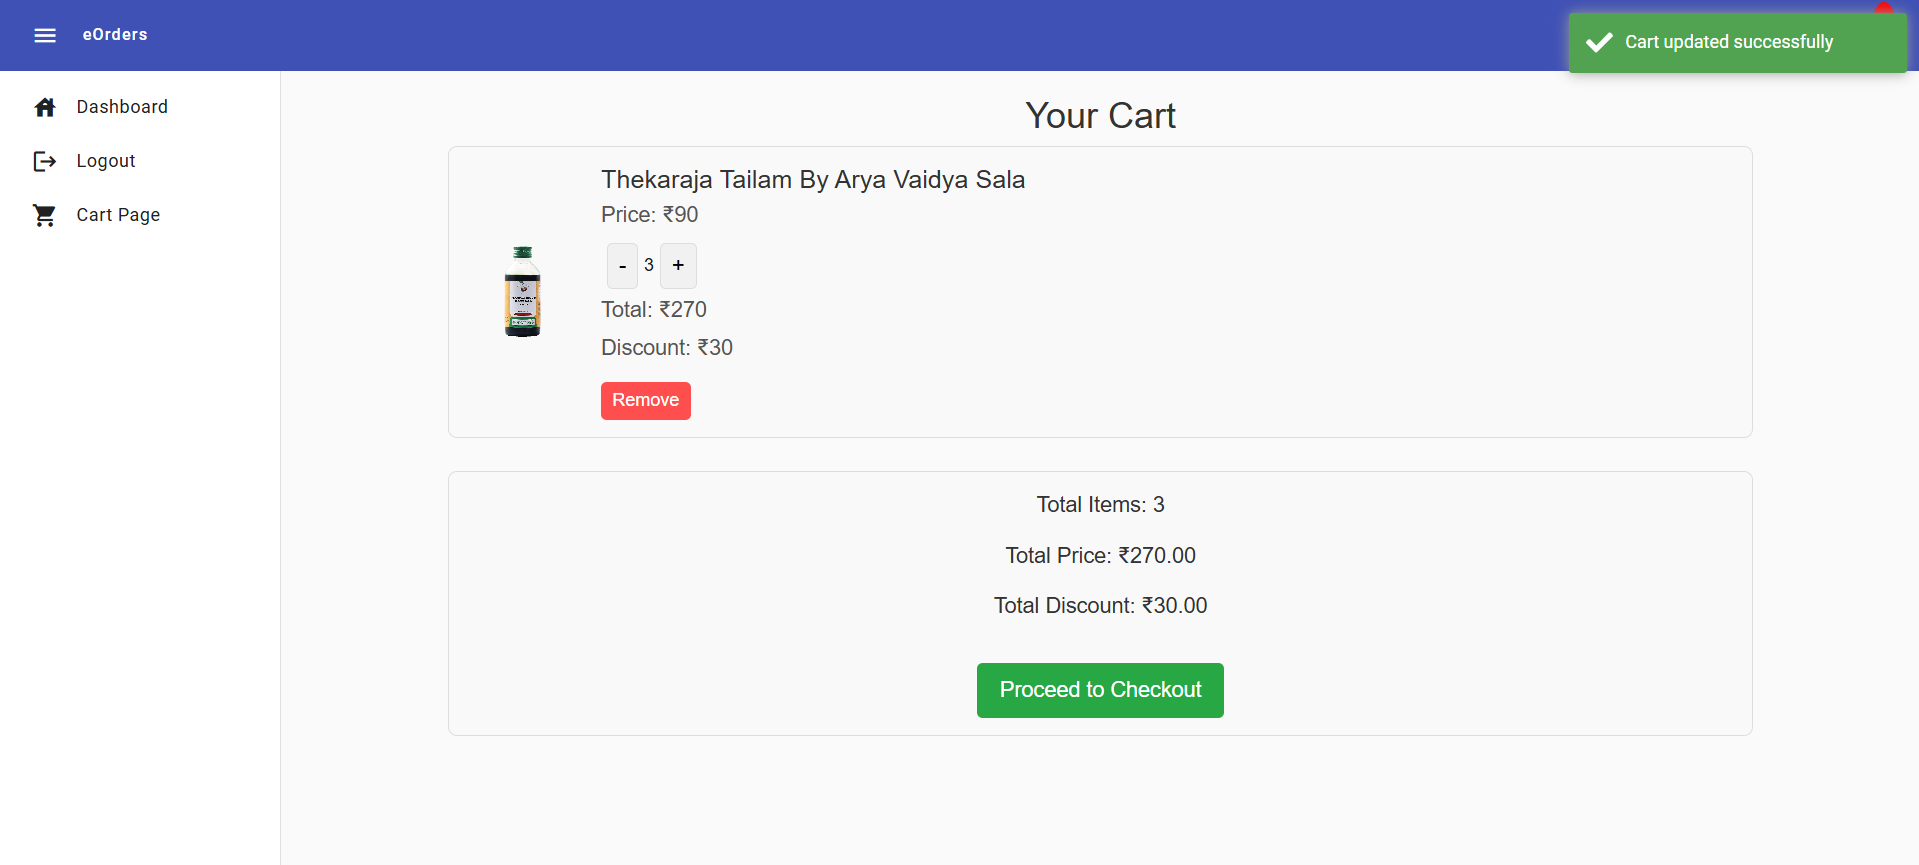 eOrders
Cart updated successfully
Dashboard
Logout
Cart Page
Your Cart
Thekaraja Tailam By Arya Vaidya Sala
Price: ₹90
- 3 +
Total: ₹270
Discount: ₹30
Remove
Total Items: 3
Total Price: ₹270.00
Total Discount: ₹30.00
Proceed to Checkout